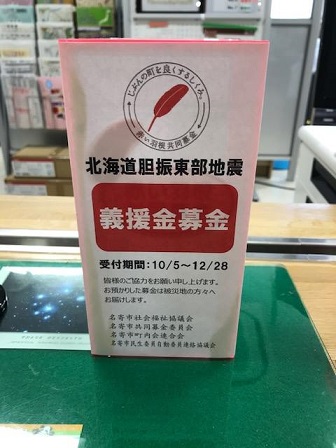 じぶんの町を良くするしくみ。
赤い羽根共同募金
北海道胆振東部地震
義援金募金
受付期間：10/5～12/28
皆様のご協力をお願い申し上げます。
お預かりした募金は被災地の方々へ
お届けします。
名寄市社会福祉協議会
名寄市共同募金委員会
名寄市町内会連合会
名寄市民生委員児童委員連絡協議会